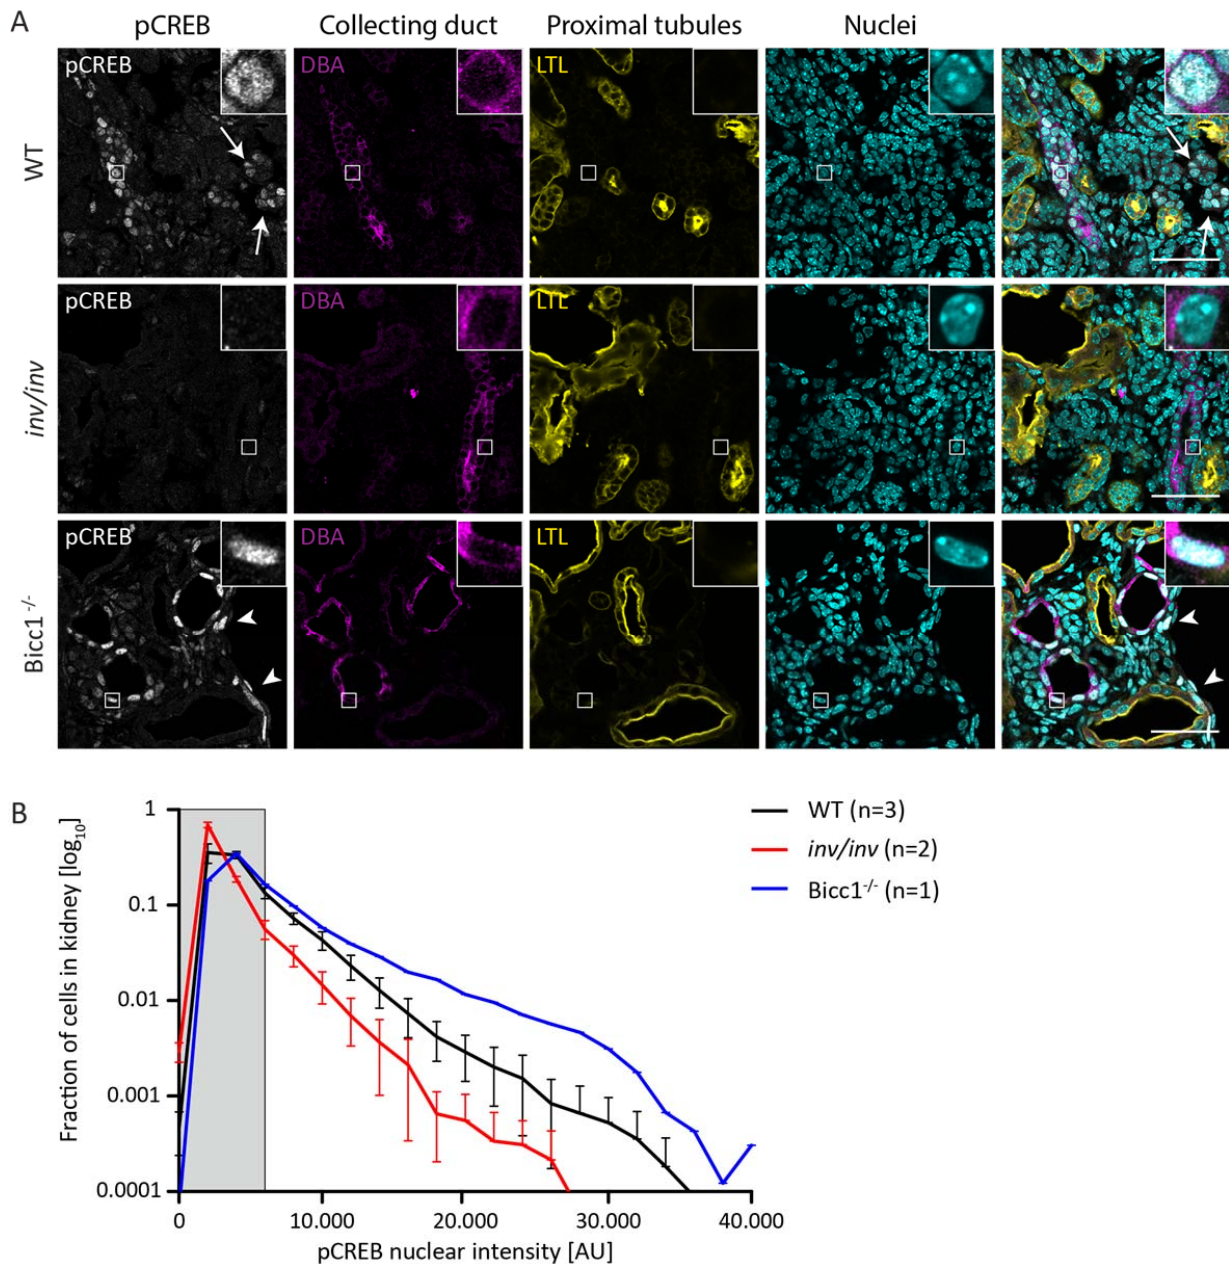 A
pCREB Collecting duct Proximal tubules Nuclei
WT
pCREB DBA LTL
inv/inv
pCREB DBA LTL
Bicc1-/-
pCREB DBA LTL
B
Fraction of cells in kidney [log10]
1
0.1
0.01
0.001
0.0001
0 10.000 20.000 30.000 40.000
pCREB nuclear intensity [AU]
WT (n=3)
inv/inv (n=2)
Bicc1-/- (n=1)